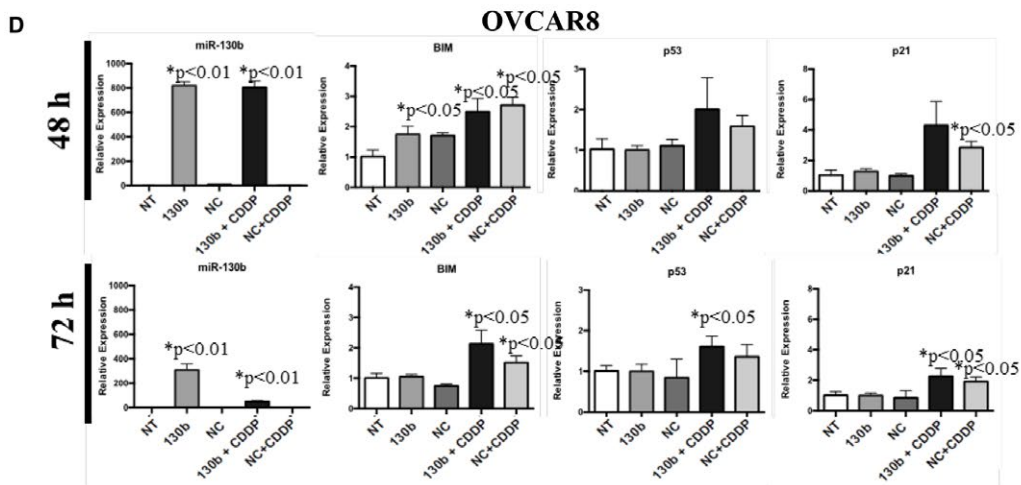 D
OVCAR8
48 h
miR-130b
Relative Expression
1000
800
600
400
200
0
*p<0.01
*p<0.01
NT
130b
NC
130b + CDDP
NC+CDDP
BIM
Relative Expression
4
3
2
1
0
*p<0.05
*p<0.05
*p<0.05
NT
130b
NC
130b + CDDP
NC+CDDP
p53
Relative Expression
3
2
1
0
NT
130b
NC
130b + CDDP
NC+CDDP
p21
Relative Expression
8
6
4
2
0
*p<0.05
NT
130b
NC
130b + CDDP
NC+CDDP
72 h
miR-130b
Relative Expression
1000
800
600
400
200
0
*p<0.01
*p<0.01
NT
130b
NC
130b + CDDP
NC+CDDP
BIM
Relative Expression
4
3
2
1
0
*p<0.05
*p<0.05
NT
130b
NC
130b + CDDP
NC+CDDP
p53
Relative Expression
3
2
1
0
*p<0.05
NT
130b
NC
130b + CDDP
NC+CDDP
p21
Relative Expression
8
6
4
2
0
*p<0.05
*p<0.05
NT
130b
NC
130b + CDDP
NC+CDDP